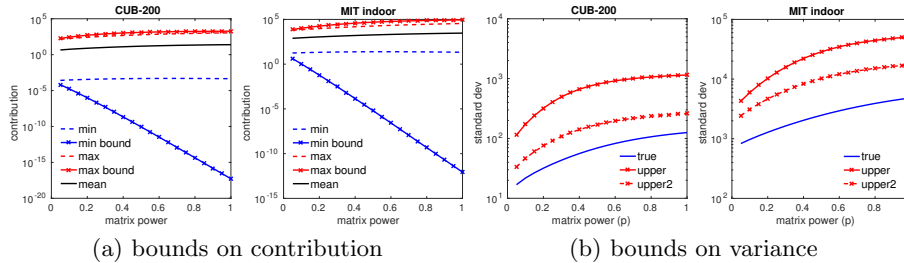 CUB-200
10^5
10^0
10^-5
10^-10
10^-15
10^-20
contribution
min
min bound
max
max bound
mean
0 0.2 0.4 0.6 0.8 1
matrix power
MIT indoor
10^5
10^0
10^-5
10^-10
10^-15
contribution
min
min bound
max
max bound
mean
0 0.2 0.4 0.6 0.8 1
matrix power
(a) bounds on contribution
CUB-200
10^4
10^3
10^2
10^1
standard dev
true
upper
upper2
0 0.2 0.4 0.6 0.8 1
matrix power (p)
MIT indoor
10^5
10^4
10^3
10^2
standard dev
true
upper
upper2
0 0.2 0.4 0.6 0.8
matrix power (p)
(b) bounds on variance